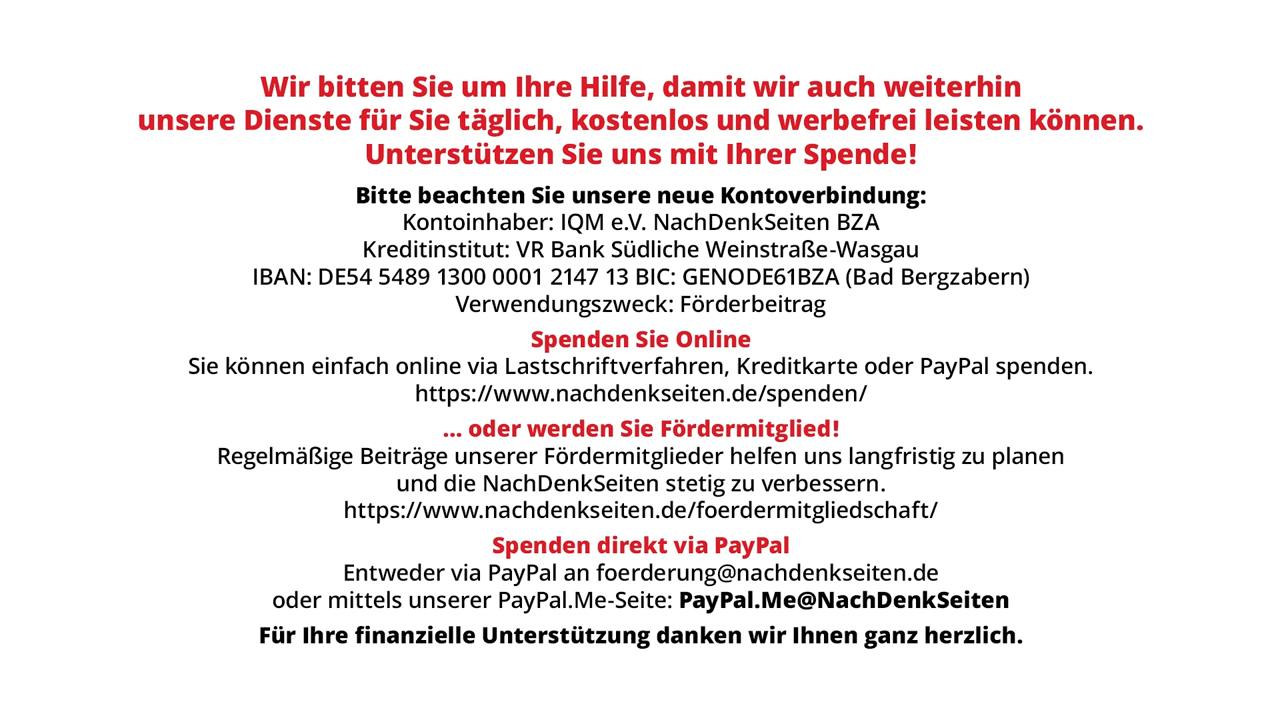 Wir bitten Sie um Ihre Hilfe, damit wir auch weiterhin
unsere Dienste für Sie täglich, kostenlos und werbefrei leisten können.
Unterstützen Sie uns mit Ihrer Spende!
Bitte beachten Sie unsere neue Kontoverbindung:
Kontoinhaber: IQM e.V. NachDenkSeiten BZA
Kreditinstitut: VR Bank Südliche Weinstraße-Wasgau
IBAN: DE54 5489 1300 0001 2147 13 BIC: GENODE61BZA (Bad Bergzabern)
Verwendungszweck: Förderbeitrag
Spenden Sie Online
Sie können einfach online via Lastschriftverfahren, Kreditkarte oder PayPal spenden.
https://www.nachdenkseiten.de/spenden/
... oder werden Sie Fördermitglied!
Regelmäßige Beiträge unserer Fördermitglieder helfen uns langfristig zu planen
und die NachDenkSeiten stetig zu verbessern.
https://www.nachdenkseiten.de/foerdermitgliedschaft/
Spenden direkt via PayPal
Entweder via PayPal an foerderung@nachdenkseiten.de
oder mittels unserer PayPal.Me-Seite: PayPal.Me@NachDenkSeiten
Für Ihre finanzielle Unterstützung danken wir Ihnen ganz herzlich.